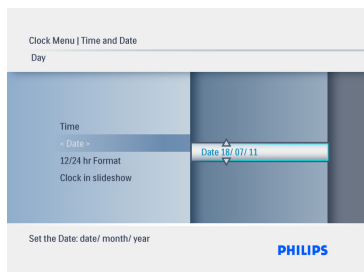 Clock Menu | Time and Date
Day
Time
< Date >
Date 18/ 07/ 11
12/24 hr Format
Clock in slideshow
Set the Date: date/ month/ year
PHILIPS